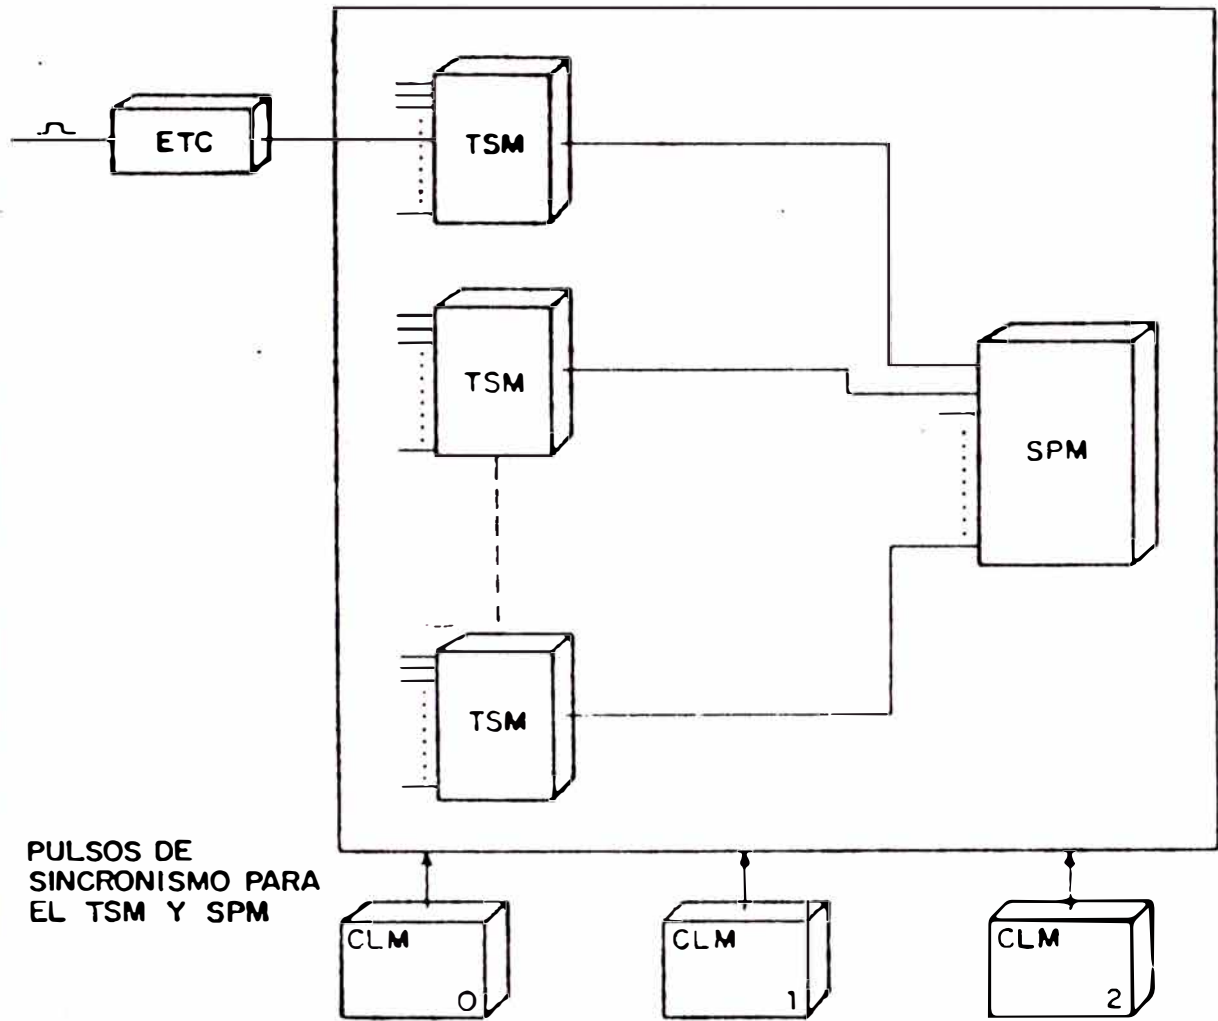 ETC
TSM
TSM
SPM
TSM
PULSOS DE
SINCRONISMO PARA
EL TSM Y SPM
CLM
0
CLM
1
CLM
2